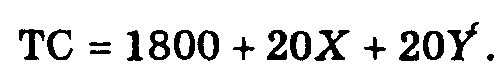 TC = 1800 + 20X + 20Y.